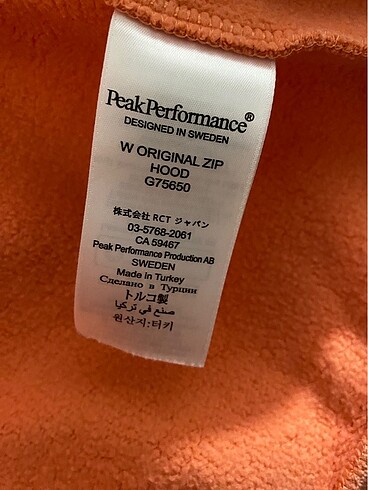 PeakPerformance®
DESIGNED IN SWEDEN
W ORIGINAL ZIP
HOOD
G75650
株式会社 RCT ジャパン
03-5768-2061
CA 59467
Peak Performance Production AB
SWEDEN
Made in Turkey
Сделано в Турции
トルコ製
صنع في تركيا
원산지:터키